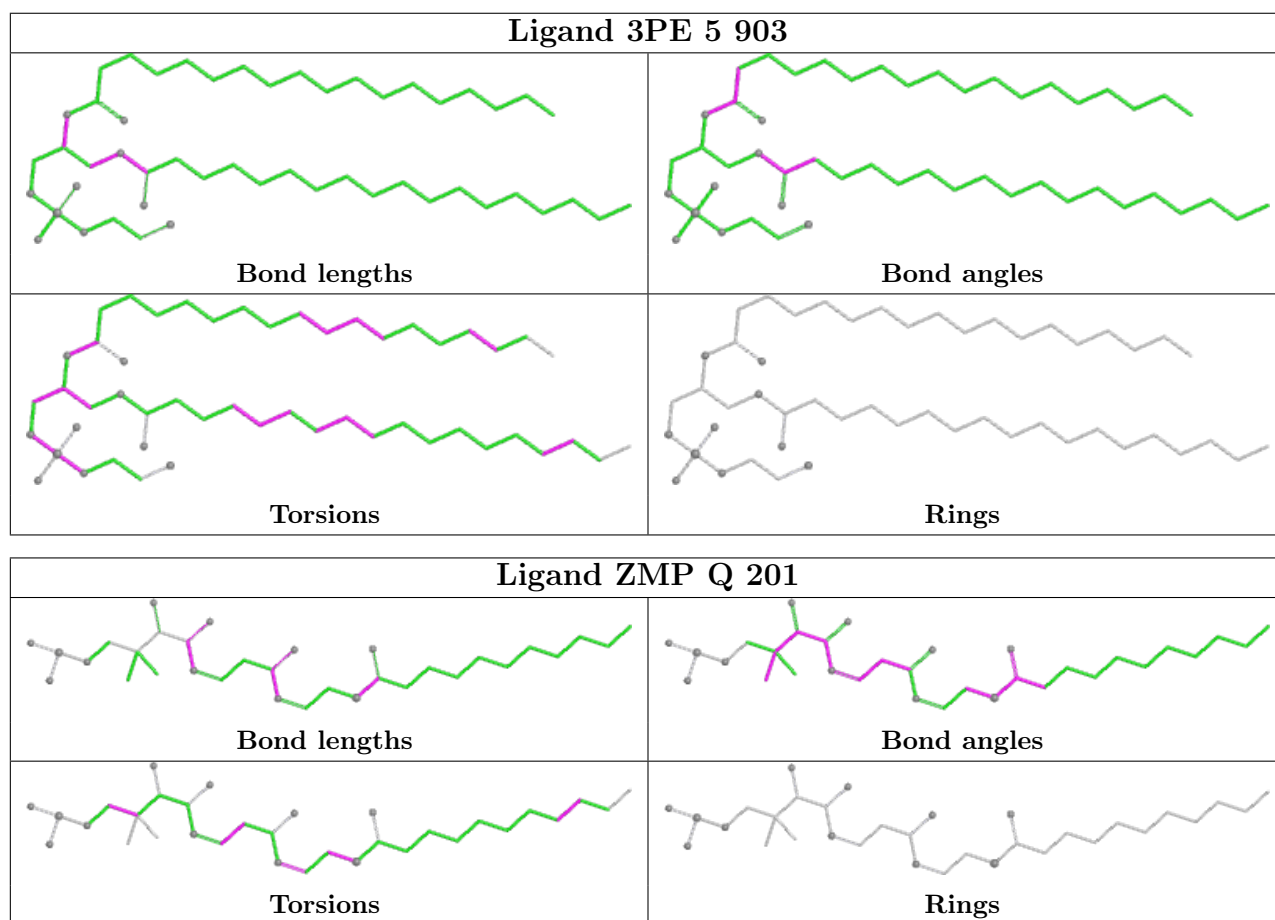 Ligand 3PE 5 903
Bond lengths
Bond angles
Torsions
Rings
Ligand ZMP Q 201
Bond lengths
Bond angles
Torsions
Rings